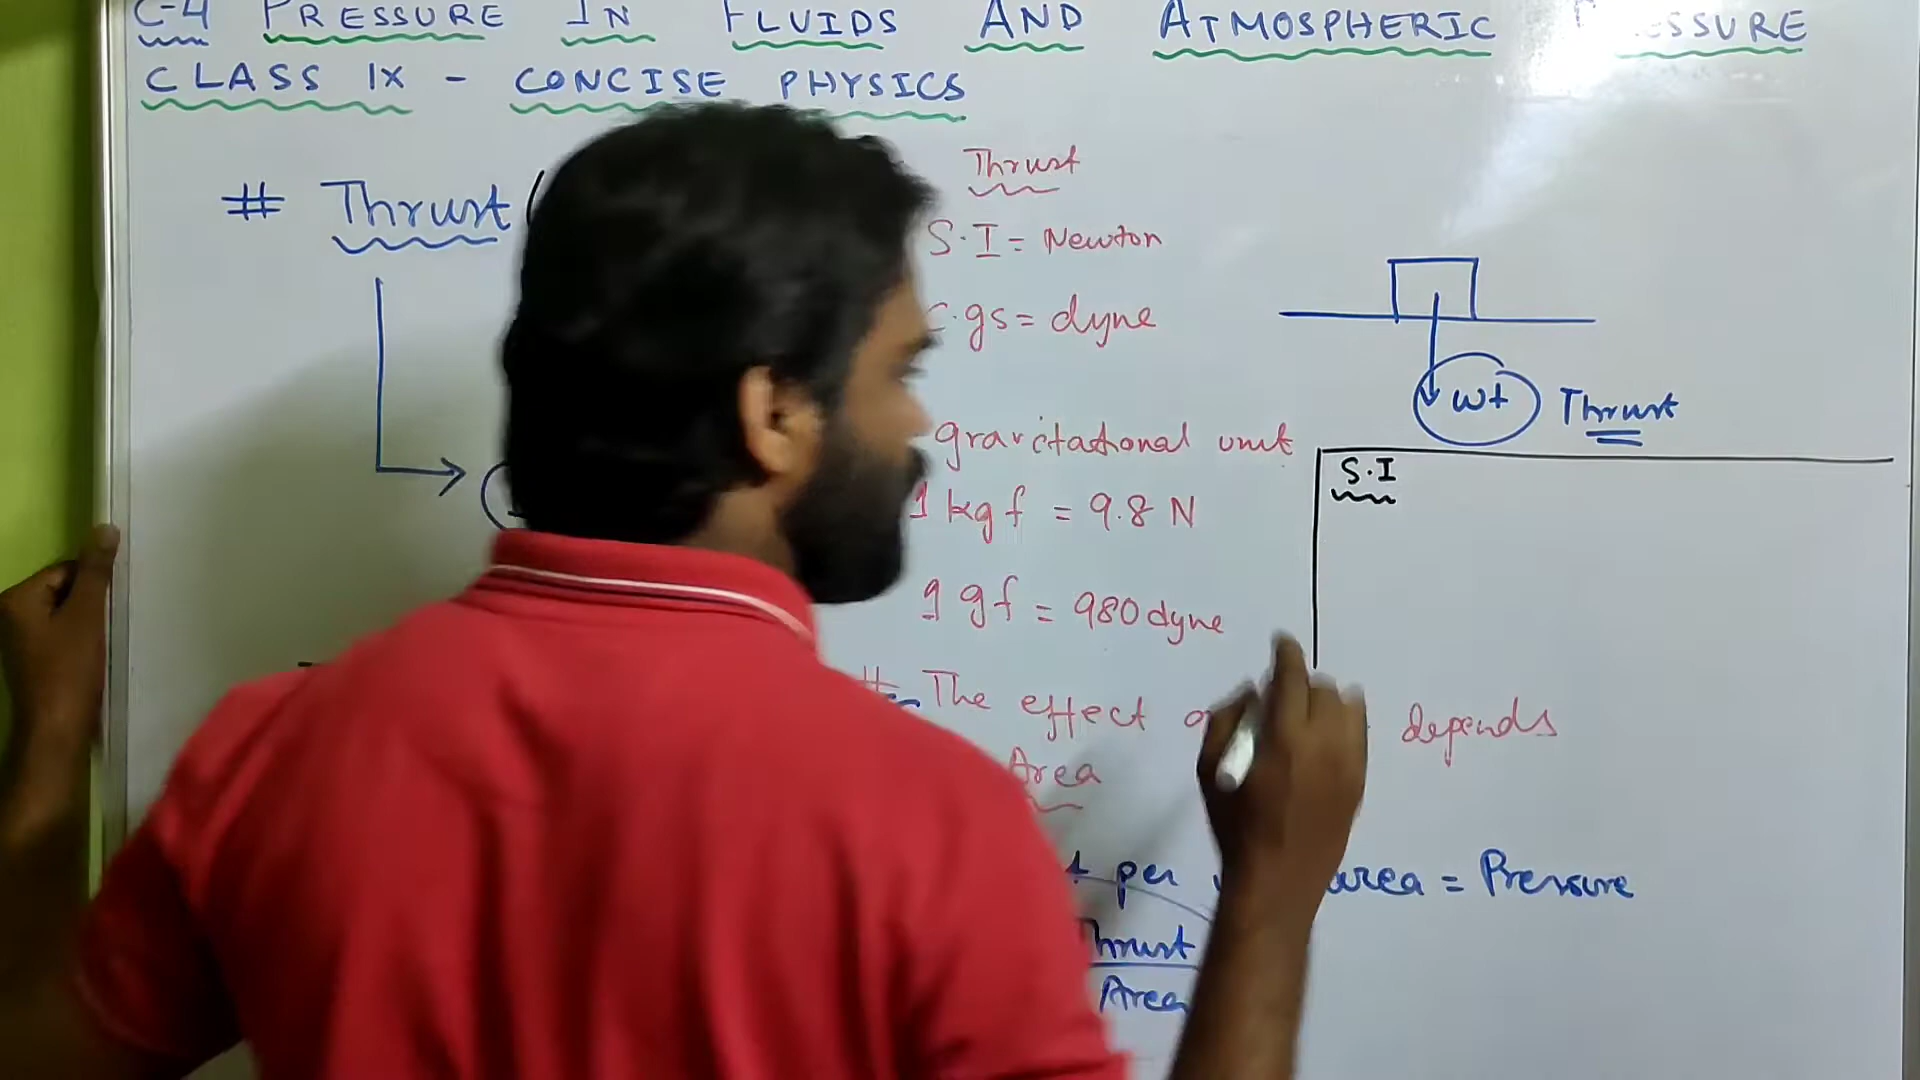 C-4 PRESSURE IN FLUIDS AND ATMOSPHERIC PRESSURE
CLASS IX - CONCISE PHYSICS
# Thrust
Thrust
S.I = Newton
C.gs = dyne
wt Thrust
gravitational unit
1 kgf = 9.8 N
1 gf = 980 dyne
S.I
# The effect depends
Area
per area = Pressure
Thrust
Area